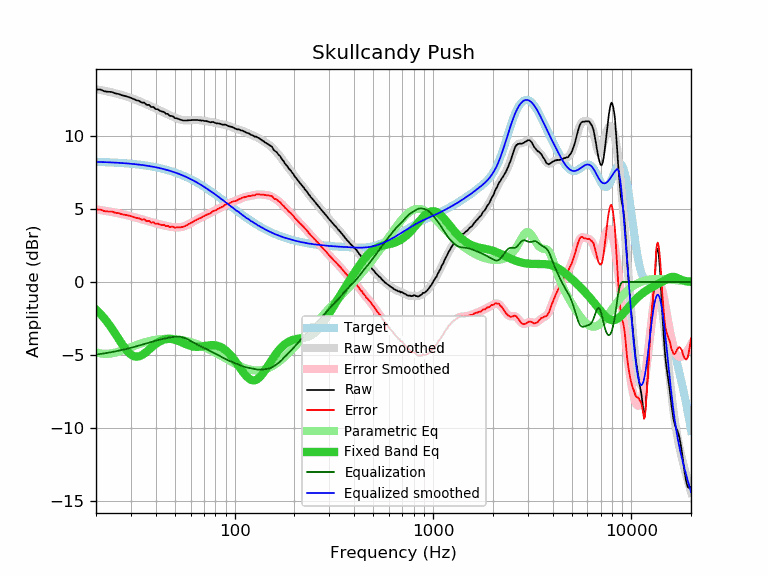 Skullcandy Push
Amplitude (dBr)
10
5
0
−5
−10
−15
Target
Raw Smoothed
Error Smoothed
Raw
Error
Parametric Eq
Fixed Band Eq
Equalization
Equalized smoothed
100
1000
10000
Frequency (Hz)